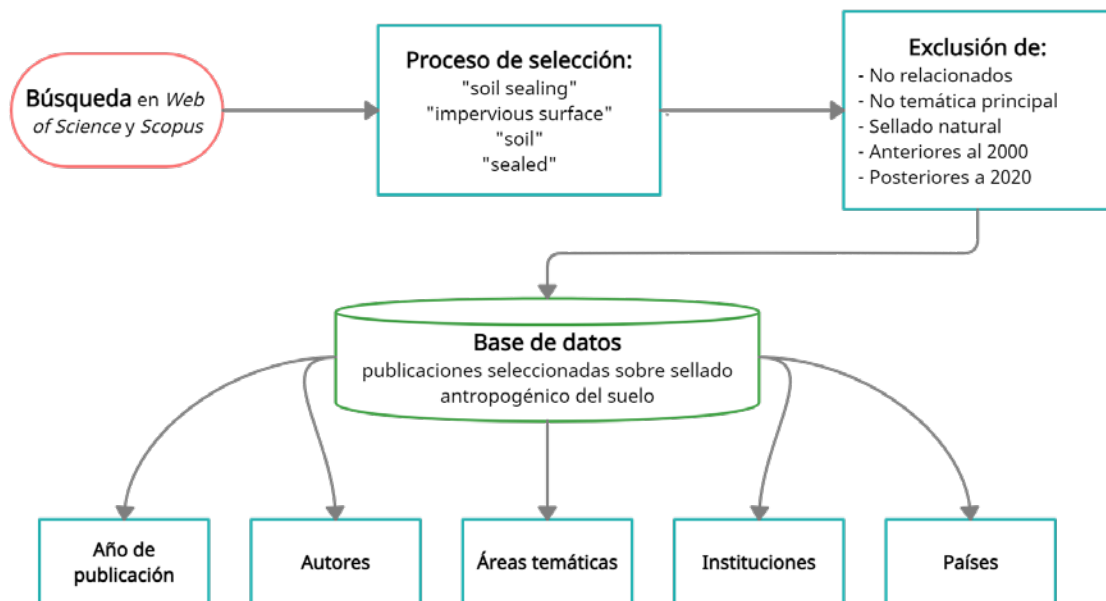 Búsqueda en Web
of Science y Scopus
Proceso de selección:
"soil sealing"
"impervious surface"
"soil"
"sealed"
Exclusión de:
- No relacionados
- No temática principal
- Sellado natural
- Anteriores al 2000
- Posteriores a 2020
Base de datos
publicaciones seleccionadas sobre sellado
antropogénico del suelo
Año de
publicación
Autores
Áreas temáticas
Instituciones
Países